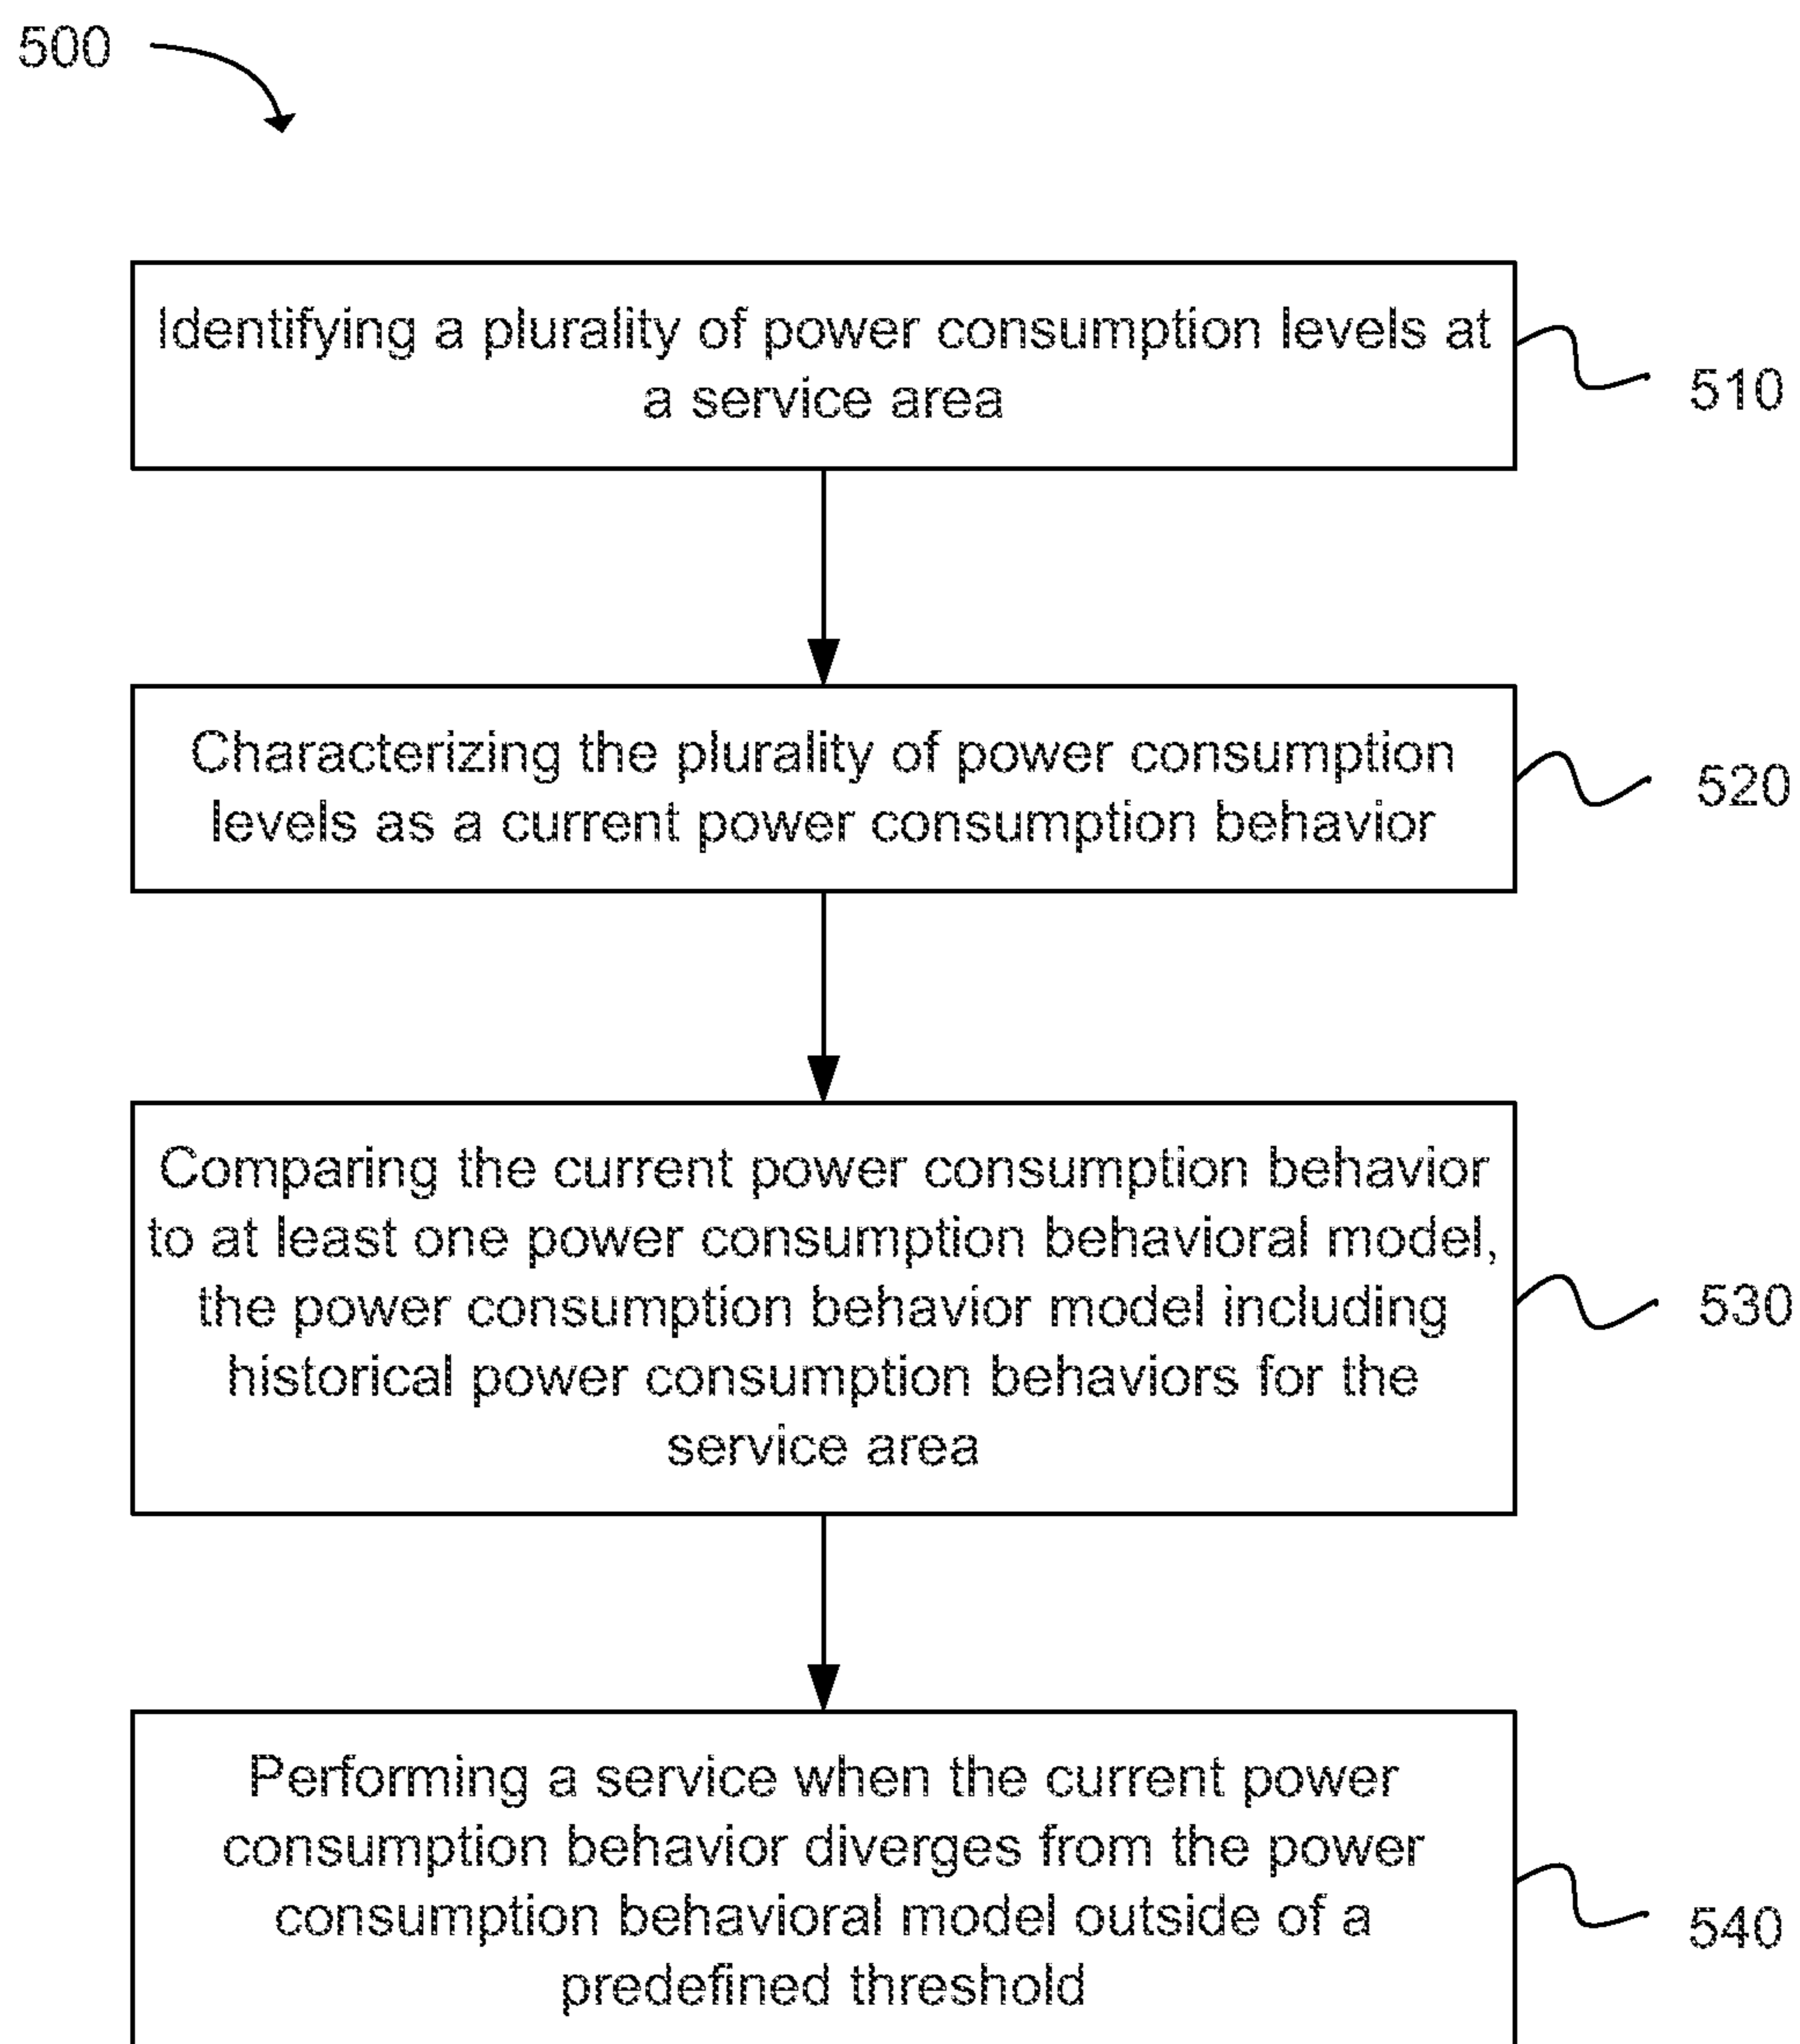 500
Identifying a plurality of power consumption levels at
a service area
510
Characterizing the plurality of power consumption
levels as a current power consumption behavior
520
Comparing the current power consumption behavior
to at least one power consumption behavioral model,
the power consumption behavior model including
historical power consumption behaviors for the
service area
530
Performing a service when the current power
consumption behavior diverges from the power
consumption behavioral model outside of a
predefined threshold
540